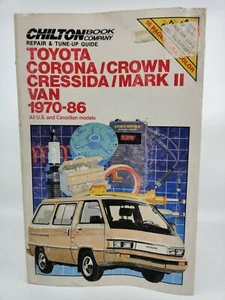 CHILTON BOOK COMPANY
REPAIR & TUNE-UP GUIDE
TOYOTA
CORONA/CROWN
CRESSIDA/MARK II
VAN
1970-86
All U.S. and Canadian models